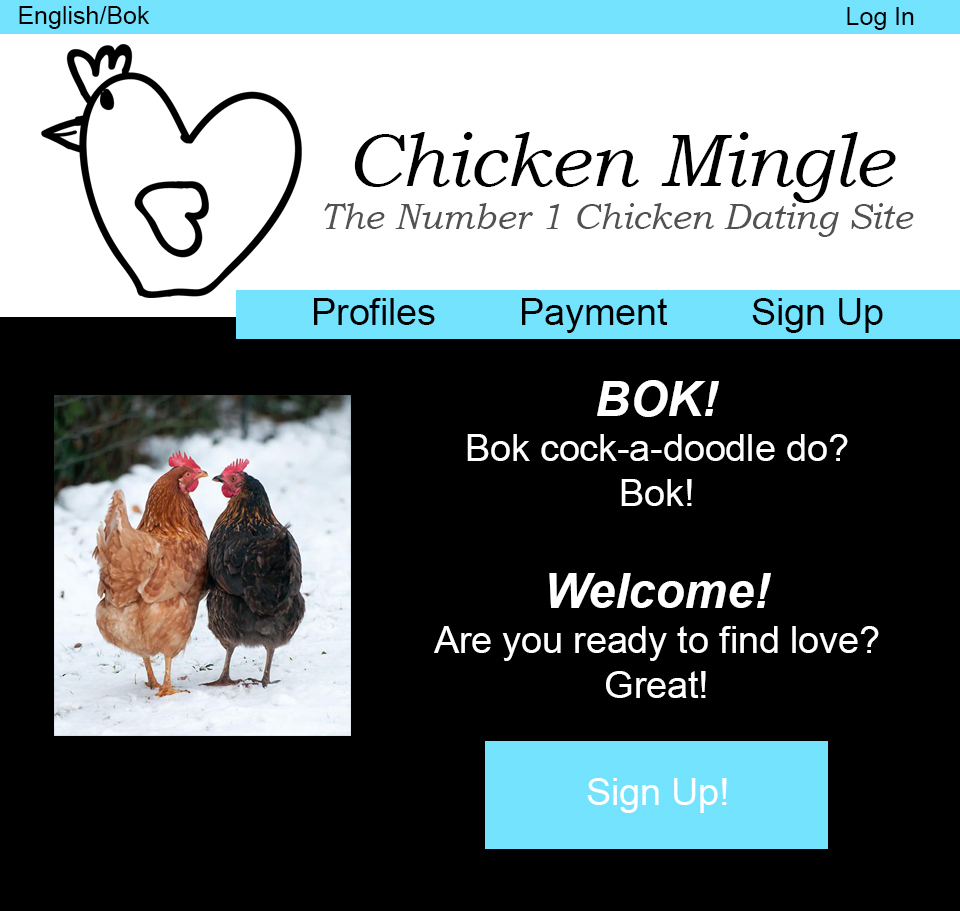 English/Bok
Log In
Chicken Mingle
The Number 1 Chicken Dating Site
Profiles
Payment
Sign Up
BOK!
Bok cock-a-doodle do?
Bok!
Welcome!
Are you ready to find love?
Great!
Sign Up!